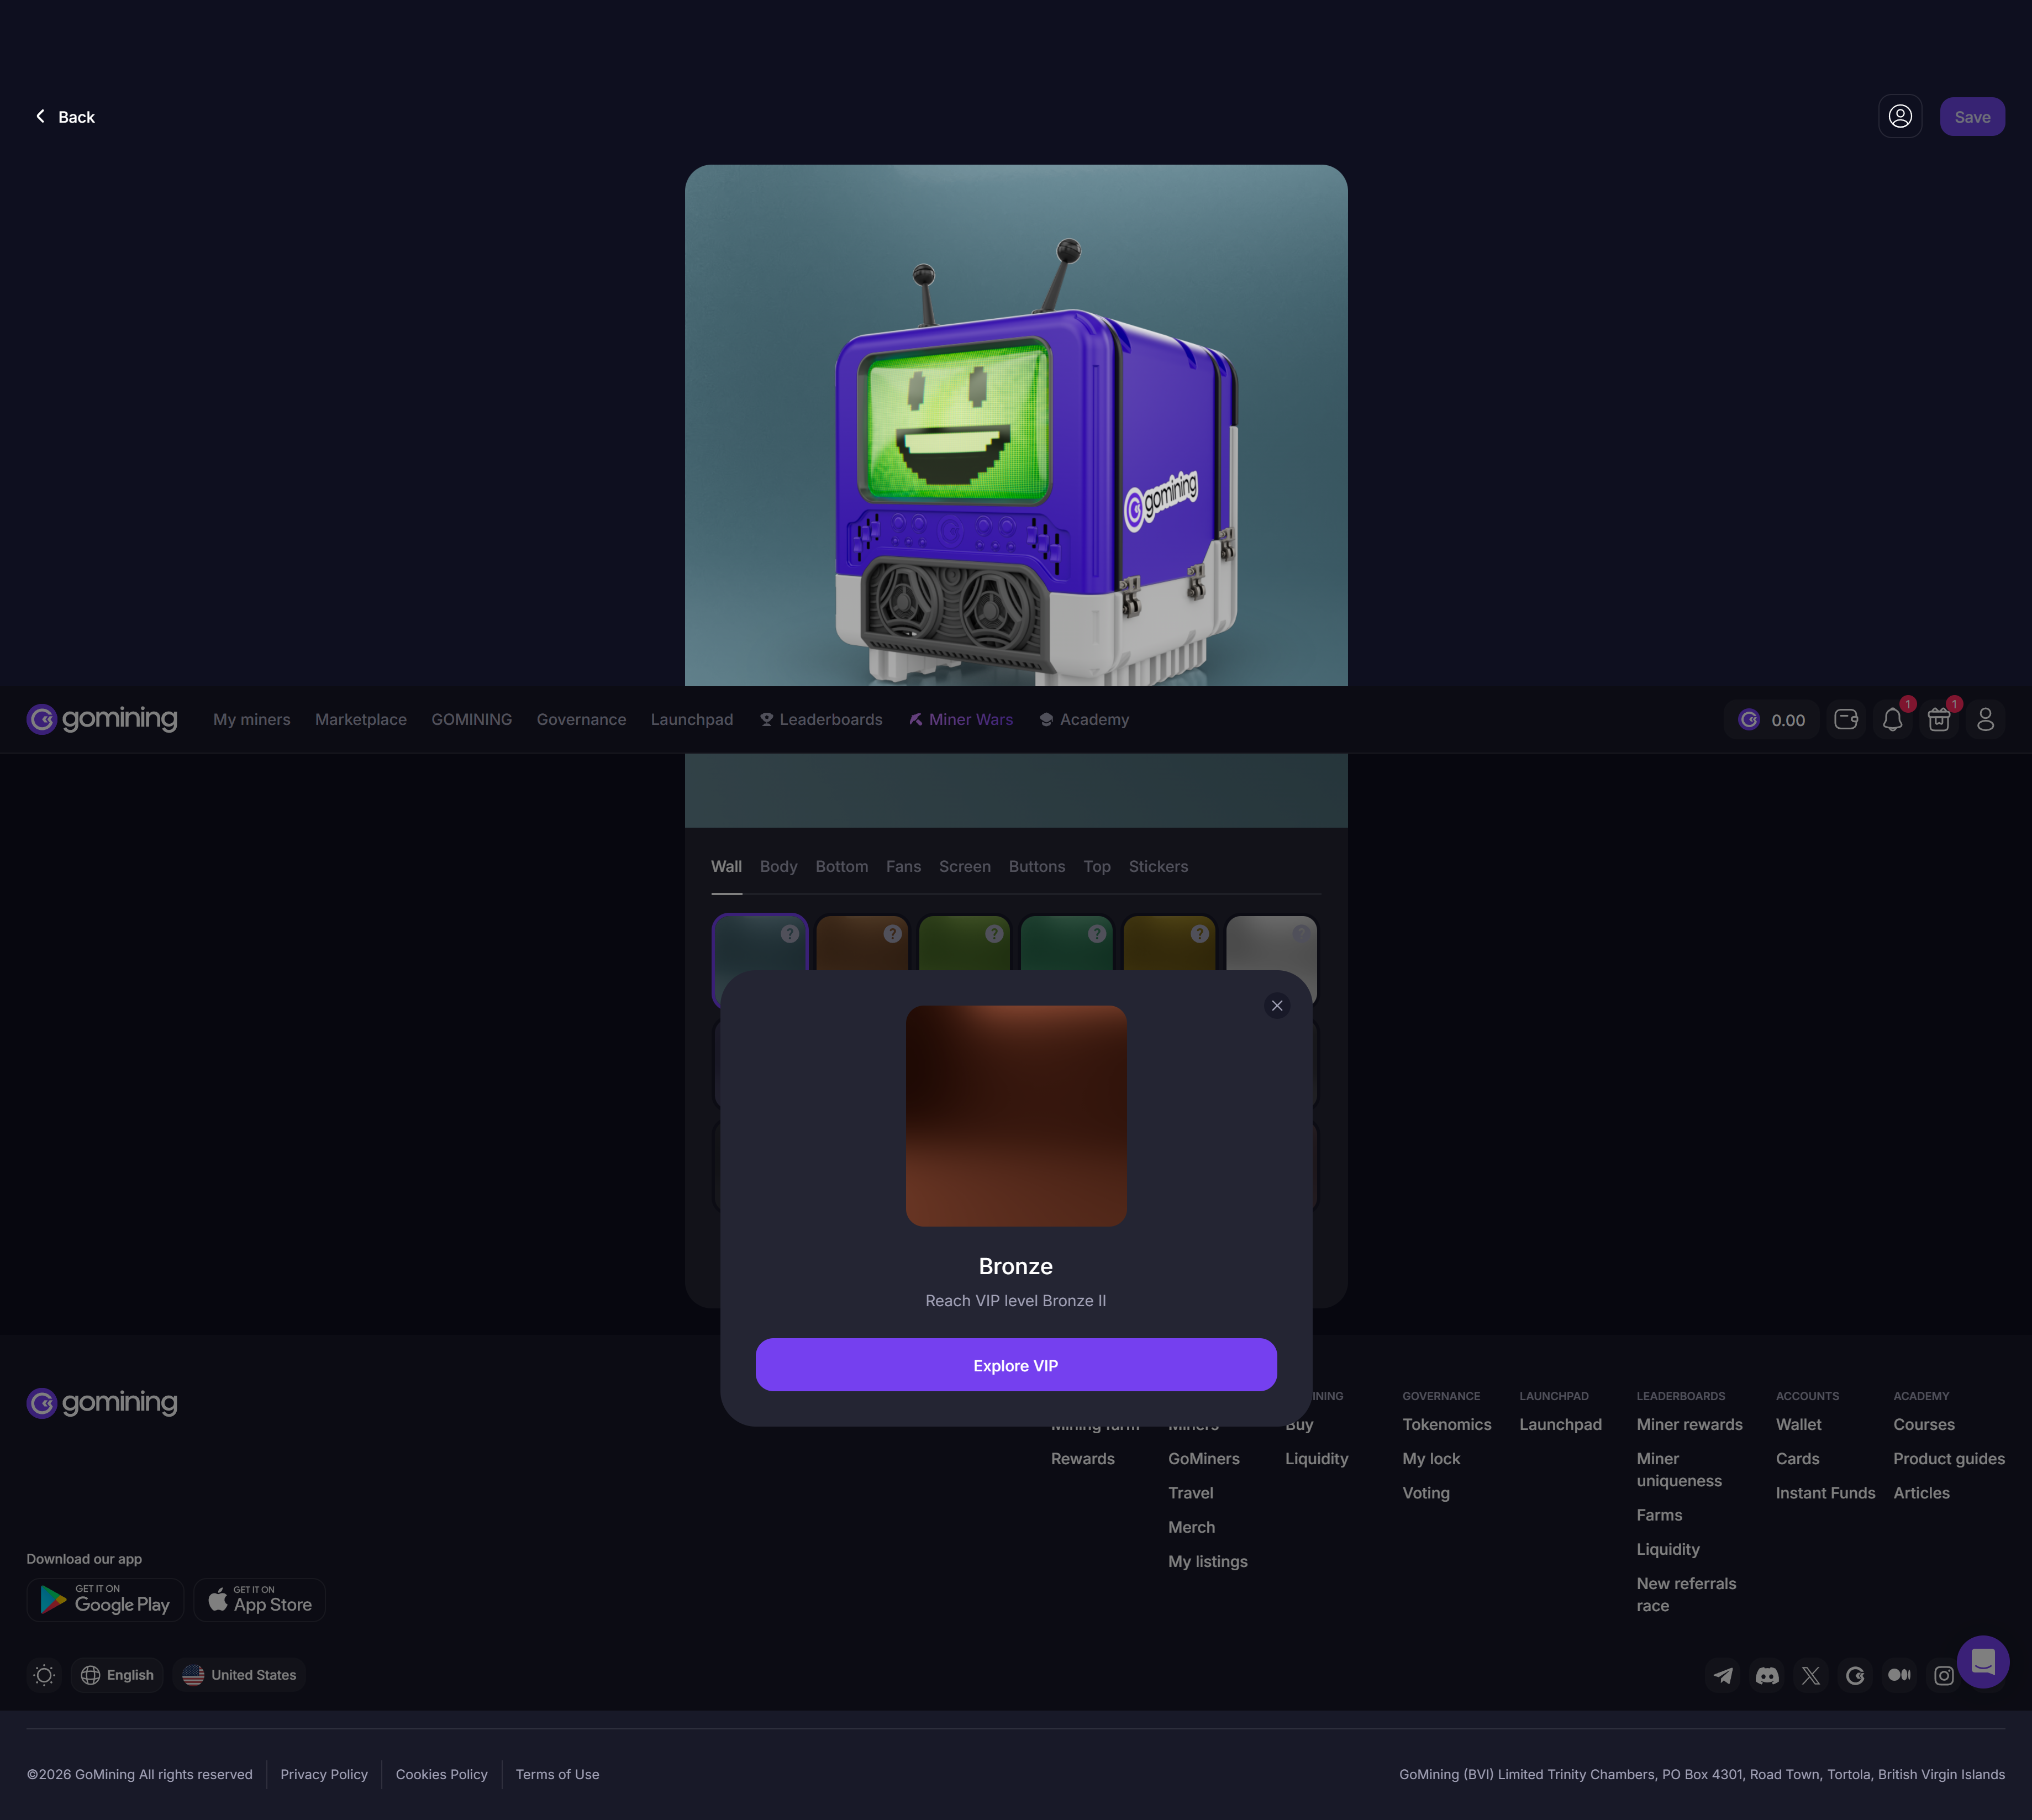 Back
Save
gomining
gomining
My miners
Marketplace
GOMINING
Governance
Launchpad
Leaderboards
Miner Wars
Academy
0.00
1
1
Wall
Body
Bottom
Fans
Screen
Buttons
Top
Stickers
?
?
?
?
?
?
Bronze
Reach VIP level Bronze II
Explore VIP
gomining
Rewards
GoMiners
Travel
Merch
My listings
Buy
Liquidity
GOVERNANCE
Tokenomics
My lock
Voting
LAUNCHPAD
Launchpad
LEADERBOARDS
Miner rewards
Miner
uniqueness
Farms
Liquidity
New referrals
race
ACCOUNTS
Wallet
Cards
Instant Funds
ACADEMY
Courses
Product guides
Articles
Download our app
GET IT ON
Google Play
GET IT ON
App Store
English
United States
©2026 GoMining All rights reserved
Privacy Policy
Cookies Policy
Terms of Use
GoMining (BVI) Limited Trinity Chambers, PO Box 4301, Road Town, Tortola, British Virgin Islands